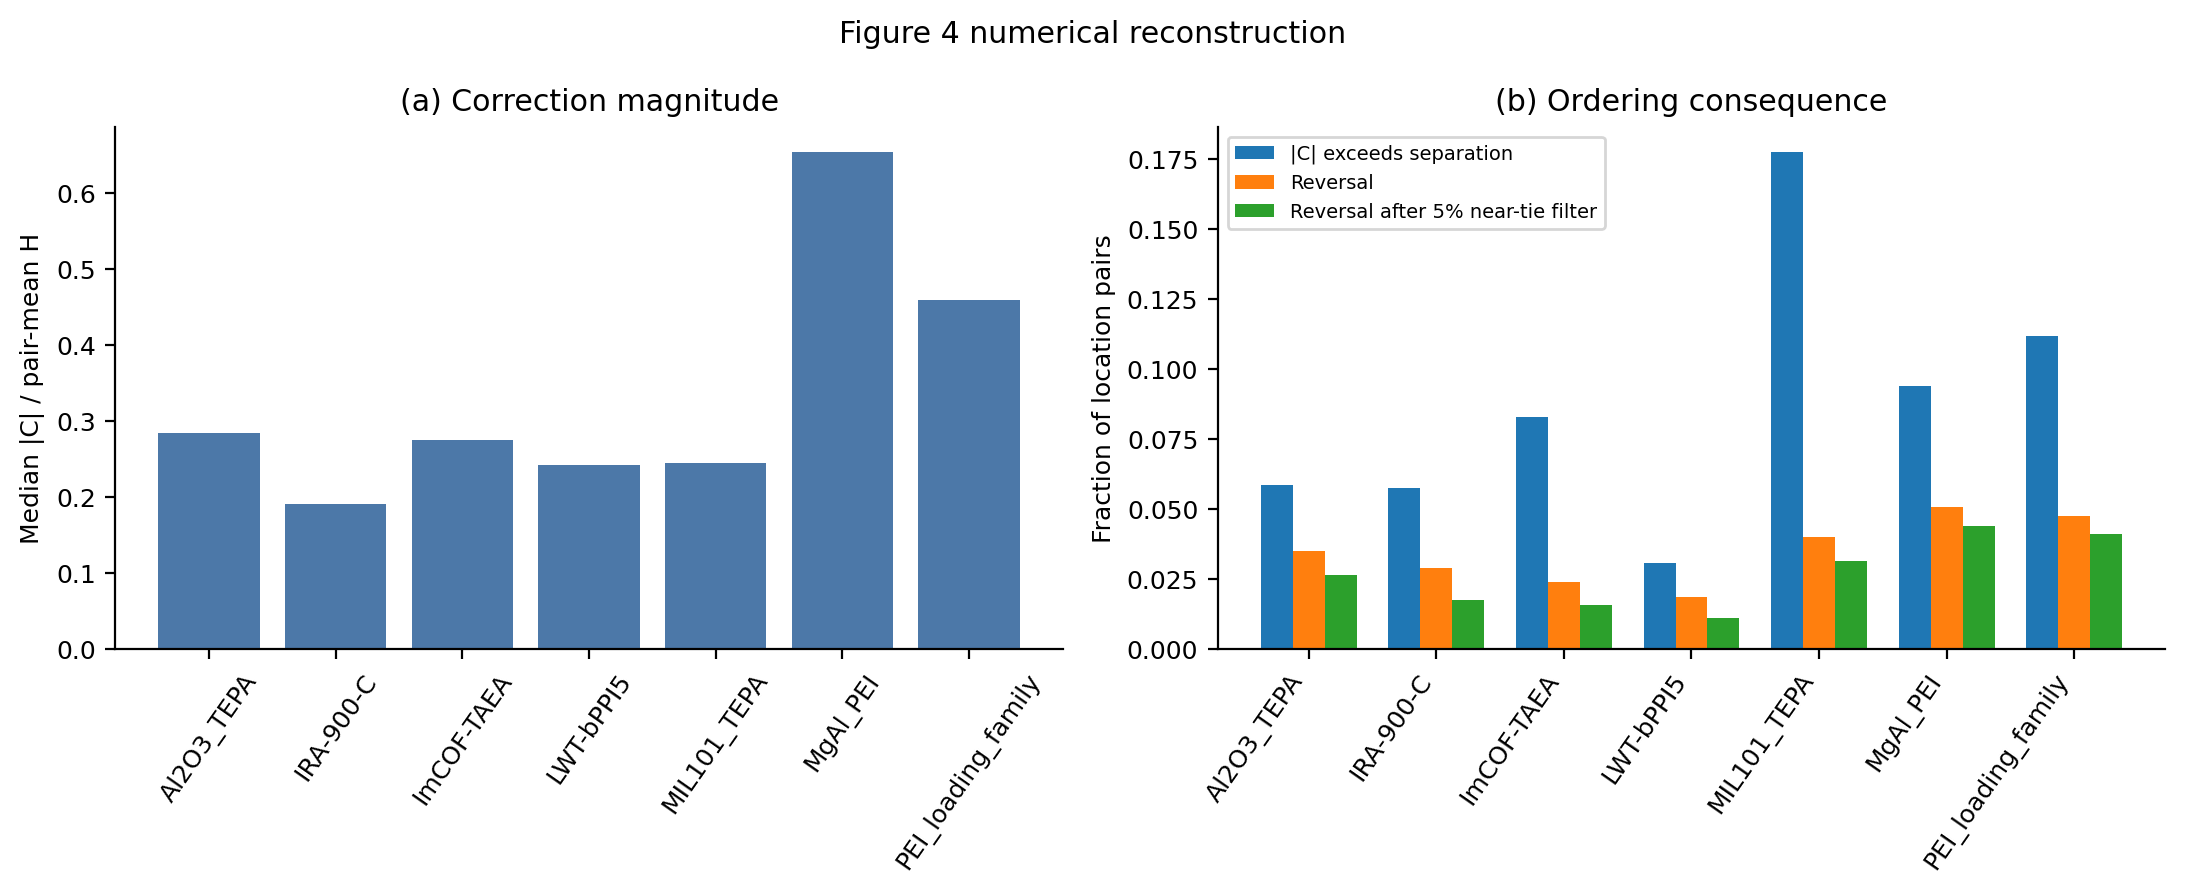 Figure 4 numerical reconstruction
(a) Correction magnitude
Median |C| / pair-mean H
0.6
0.5
0.4
0.3
0.2
0.1
0.0
Al2O3_TEPA
IRA-900-C
ImCOF-TAEA
LWT-bPPI5
MIL101_TEPA
MgAl_PEI
PEI_loading_family
(b) Ordering consequence
|C| exceeds separation
Reversal
Reversal after 5% near-tie filter
Fraction of location pairs
0.175
0.150
0.125
0.100
0.075
0.050
0.025
0.000
Al2O3_TEPA
IRA-900-C
ImCOF-TAEA
LWT-bPPI5
MIL101_TEPA
MgAl_PEI
PEI_loading_family